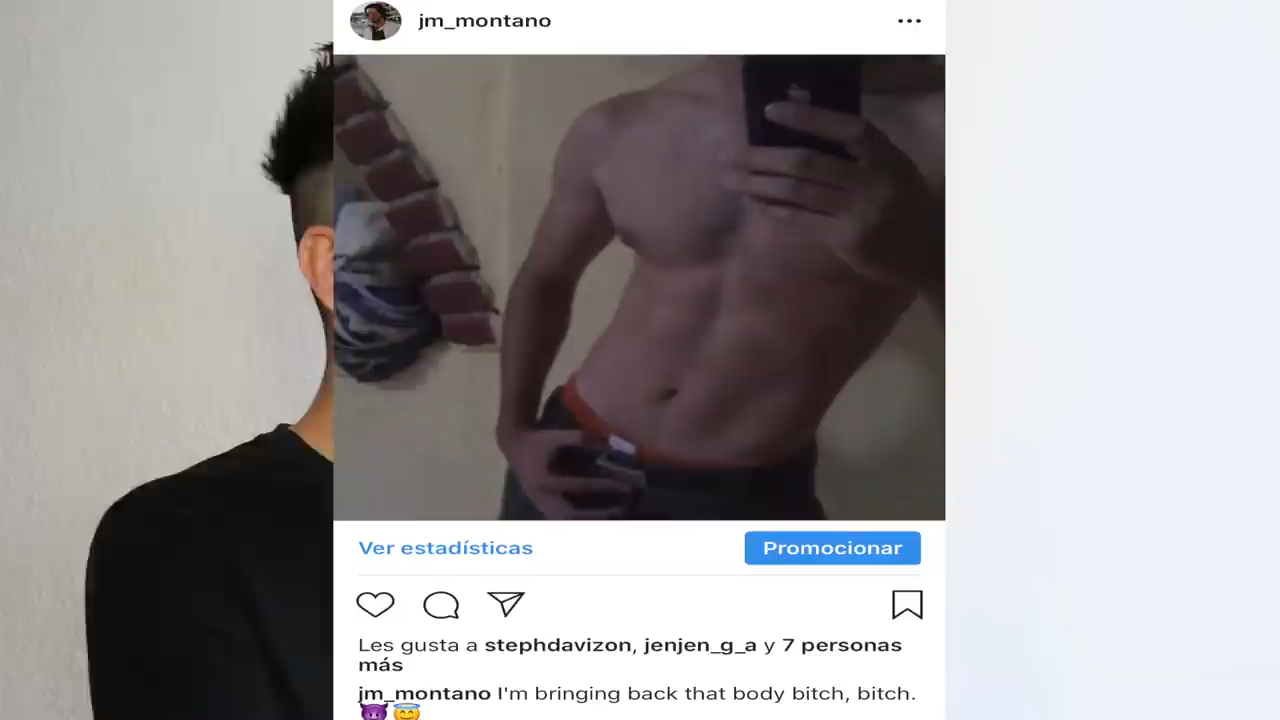 jm_montano
Ver estadísticas
Promocionar
Les gusta a stephdavizon, jenjen_g_a y 7 personas
más
jm_montano I'm bringing back that body bitch, bitch.
😈😇